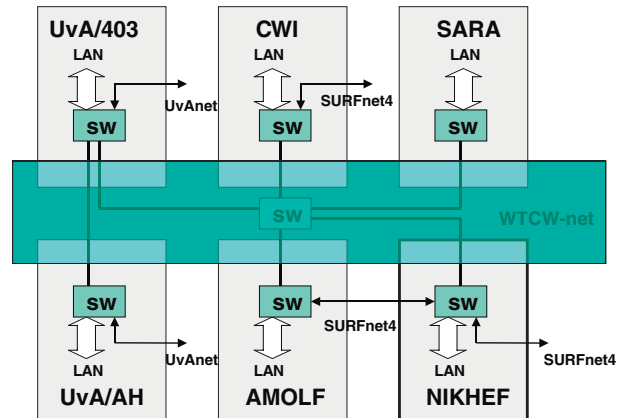 UvA/403 CWI SARA
LAN LAN LAN
UvAnet SURFnet4
sw sw sw
sw WTCW-net
sw sw sw
SURFnet4
LAN UvAnet LAN LAN SURFnet4
UvA/AH AMOLF NIKHEF